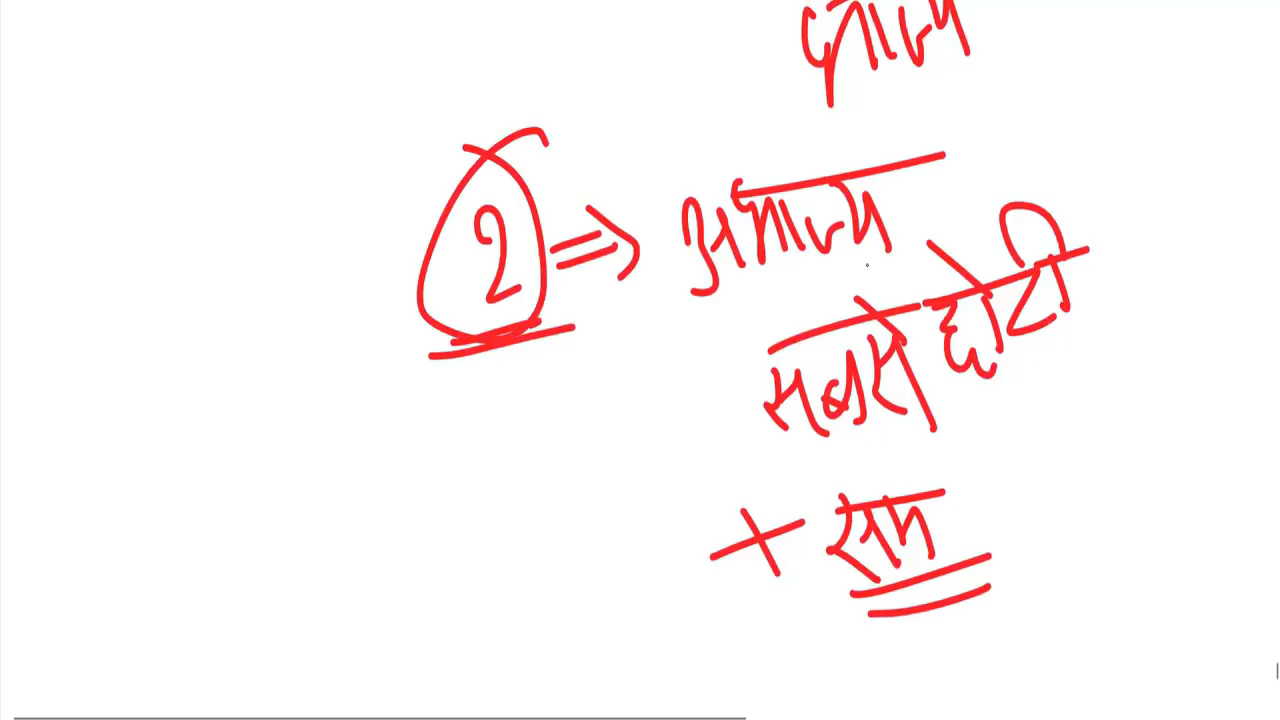 2 ⇒ अभाज्य
सबसे छोटी
+ सम